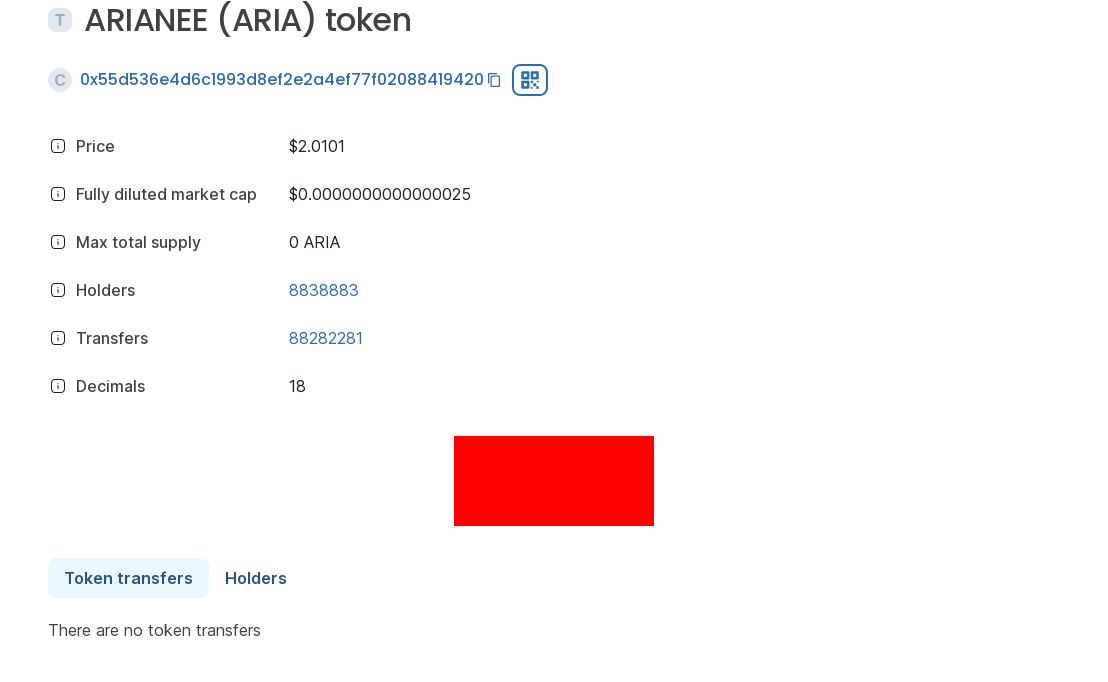 T ARIANEE (ARIA) token
C 0x55d536e4d6c1993d8ef2e2a4ef77f02088419420
Price $2.0101
Fully diluted market cap $0.0000000000000025
Max total supply 0 ARIA
Holders 8838883
Transfers 88282281
Decimals 18
Token transfers Holders
There are no token transfers